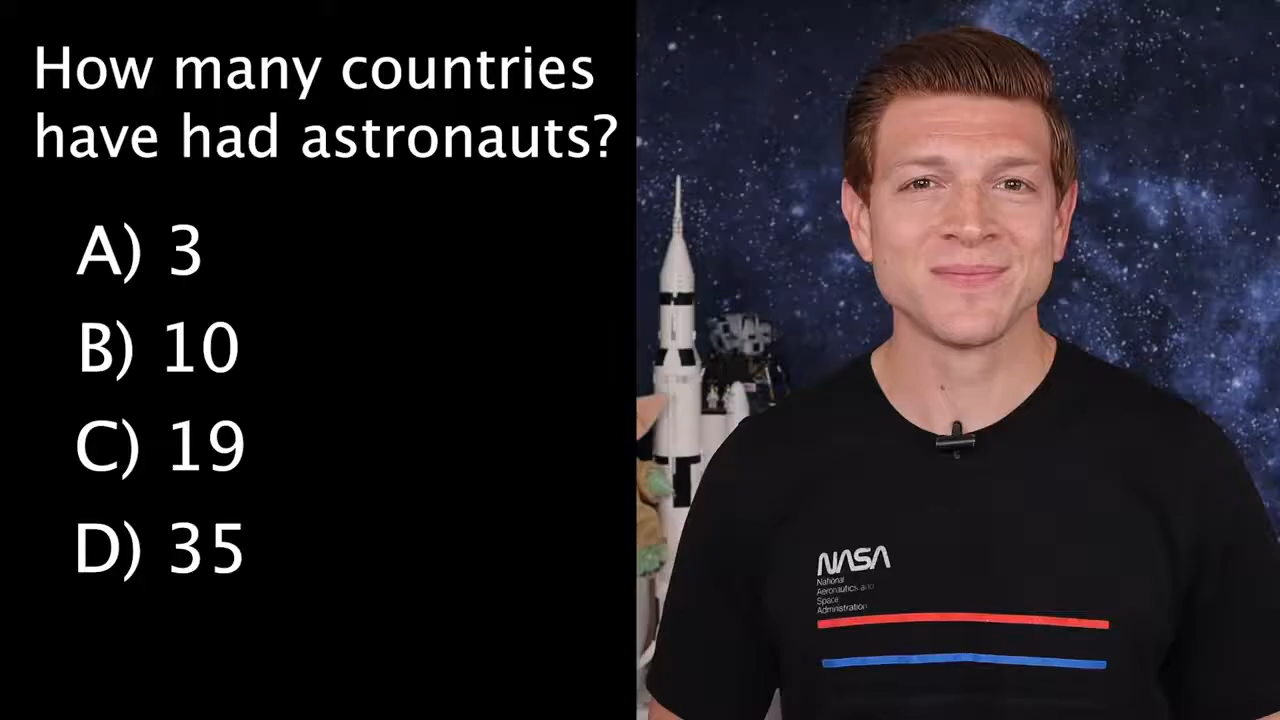 How many countries
have had astronauts?
A) 3
B) 10
C) 19
D) 35
NASA
National
Aeronautics and
Space
Administration